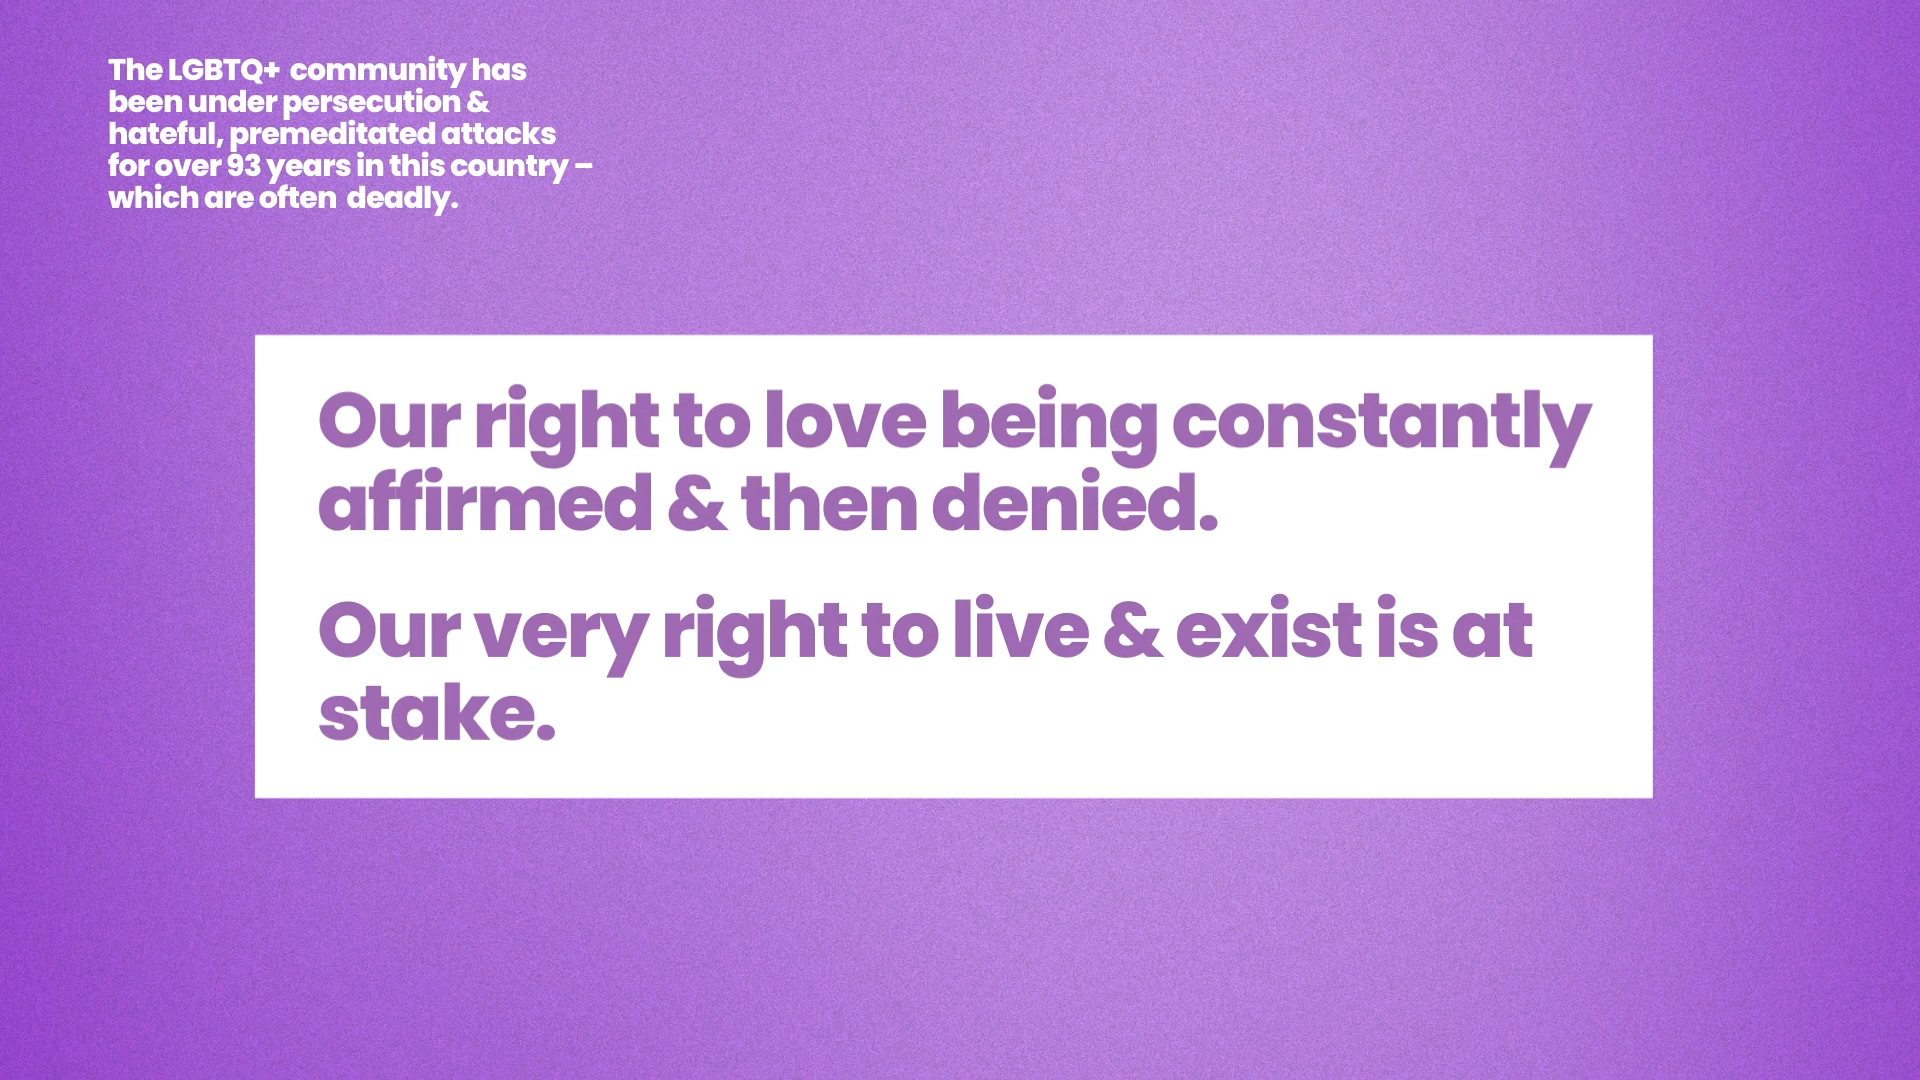 The LGBTQ+ community has
been under persecution &
hateful, premeditated attacks
for over 93 years in this country –
which are often deadly.
Our right to love being constantly
affirmed & then denied.
Our very right to live & exist is at
stake.